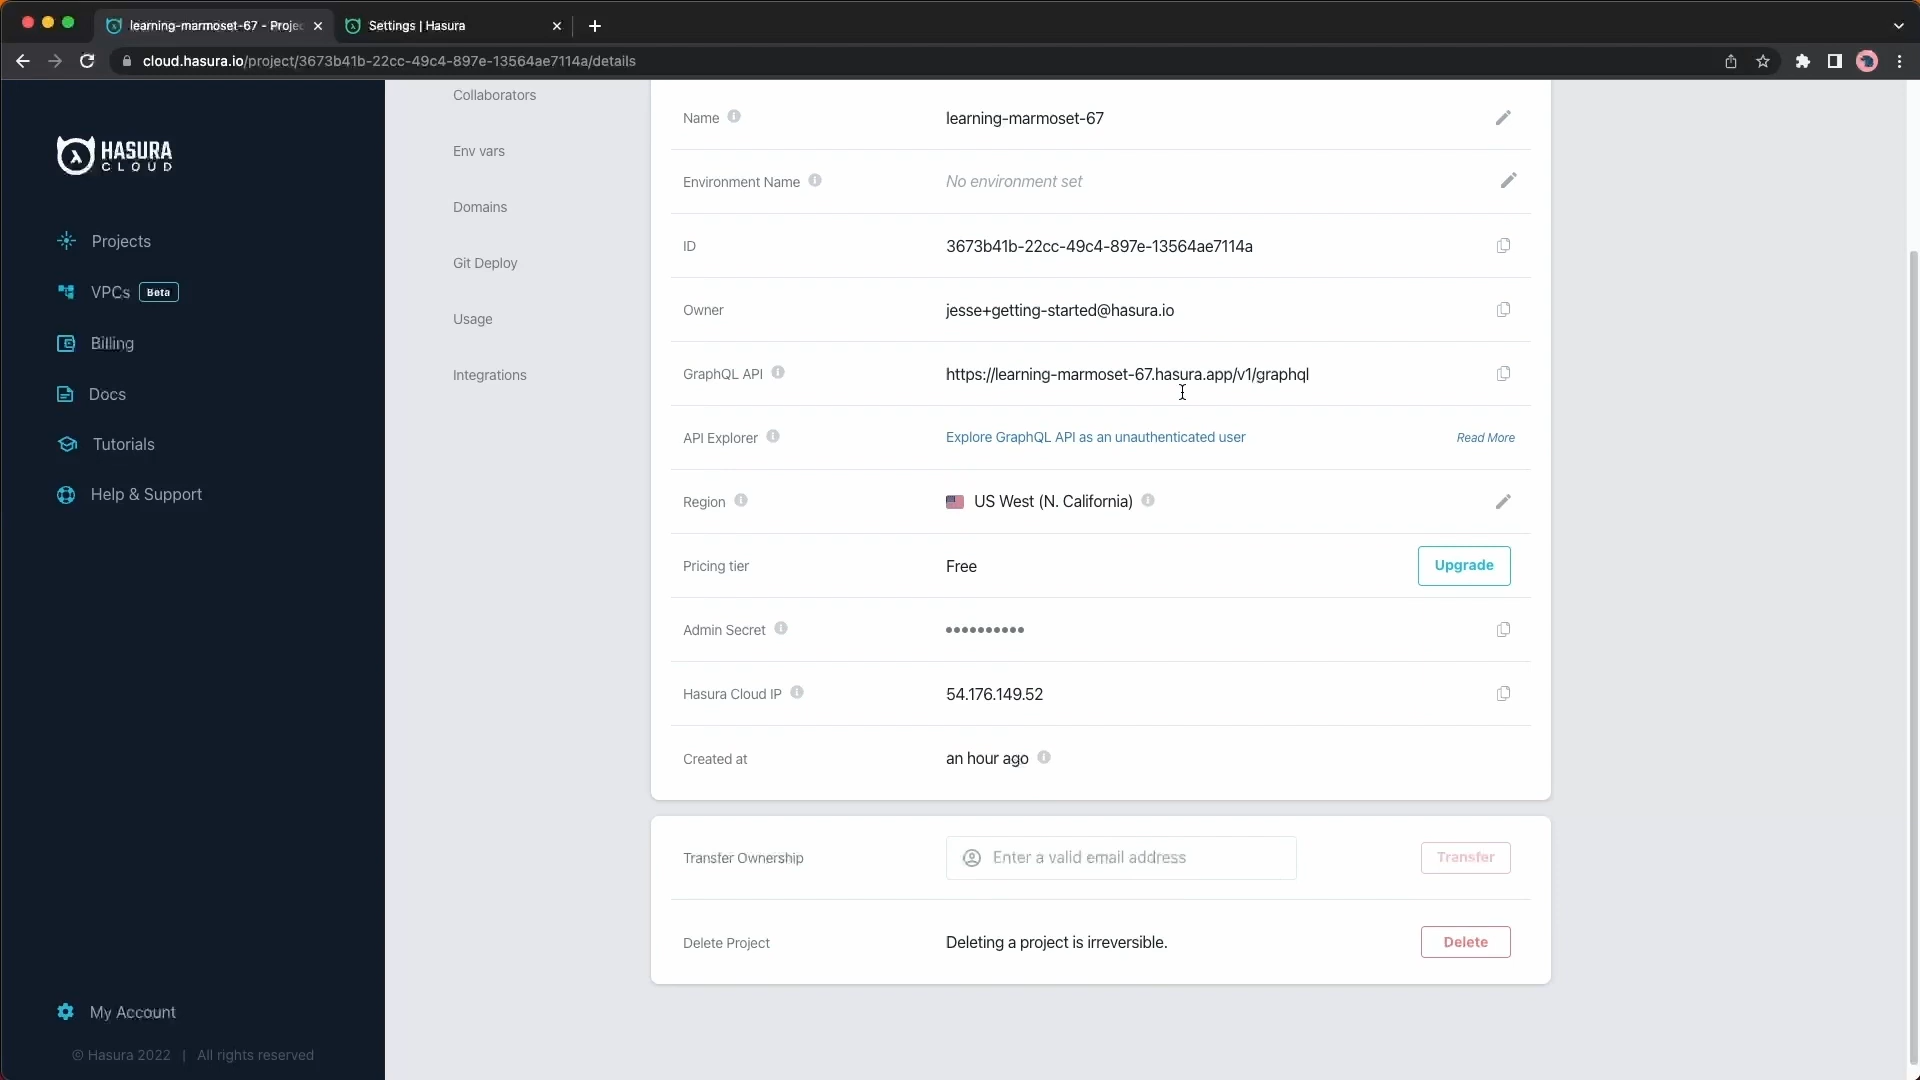 learning-marmoset-67 - Projec
Settings | Hasura
cloud.hasura.io/project/3673b41b-22cc-49c4-897e-13564ae7114a/details
HASURA
CLOUD
Projects
VPCs Beta
Billing
Docs
Tutorials
Help & Support
My Account
© Hasura 2022 | All rights reserved
Collaborators
Env vars
Domains
Git Deploy
Usage
Integrations
Name learning-marmoset-67
Environment Name No environment set
ID 3673b41b-22cc-49c4-897e-13564ae7114a
Owner jesse+getting-started@hasura.io
GraphQL API https://learning-marmoset-67.hasura.app/v1/graphql
API Explorer Explore GraphQL API as an unauthenticated user Read More
Region US West (N. California)
Pricing tier Free Upgrade
Admin Secret ••••••••••
Hasura Cloud IP 54.176.149.52
Created at an hour ago
Transfer Ownership Enter a valid email address Transfer
Delete Project Deleting a project is irreversible. Delete